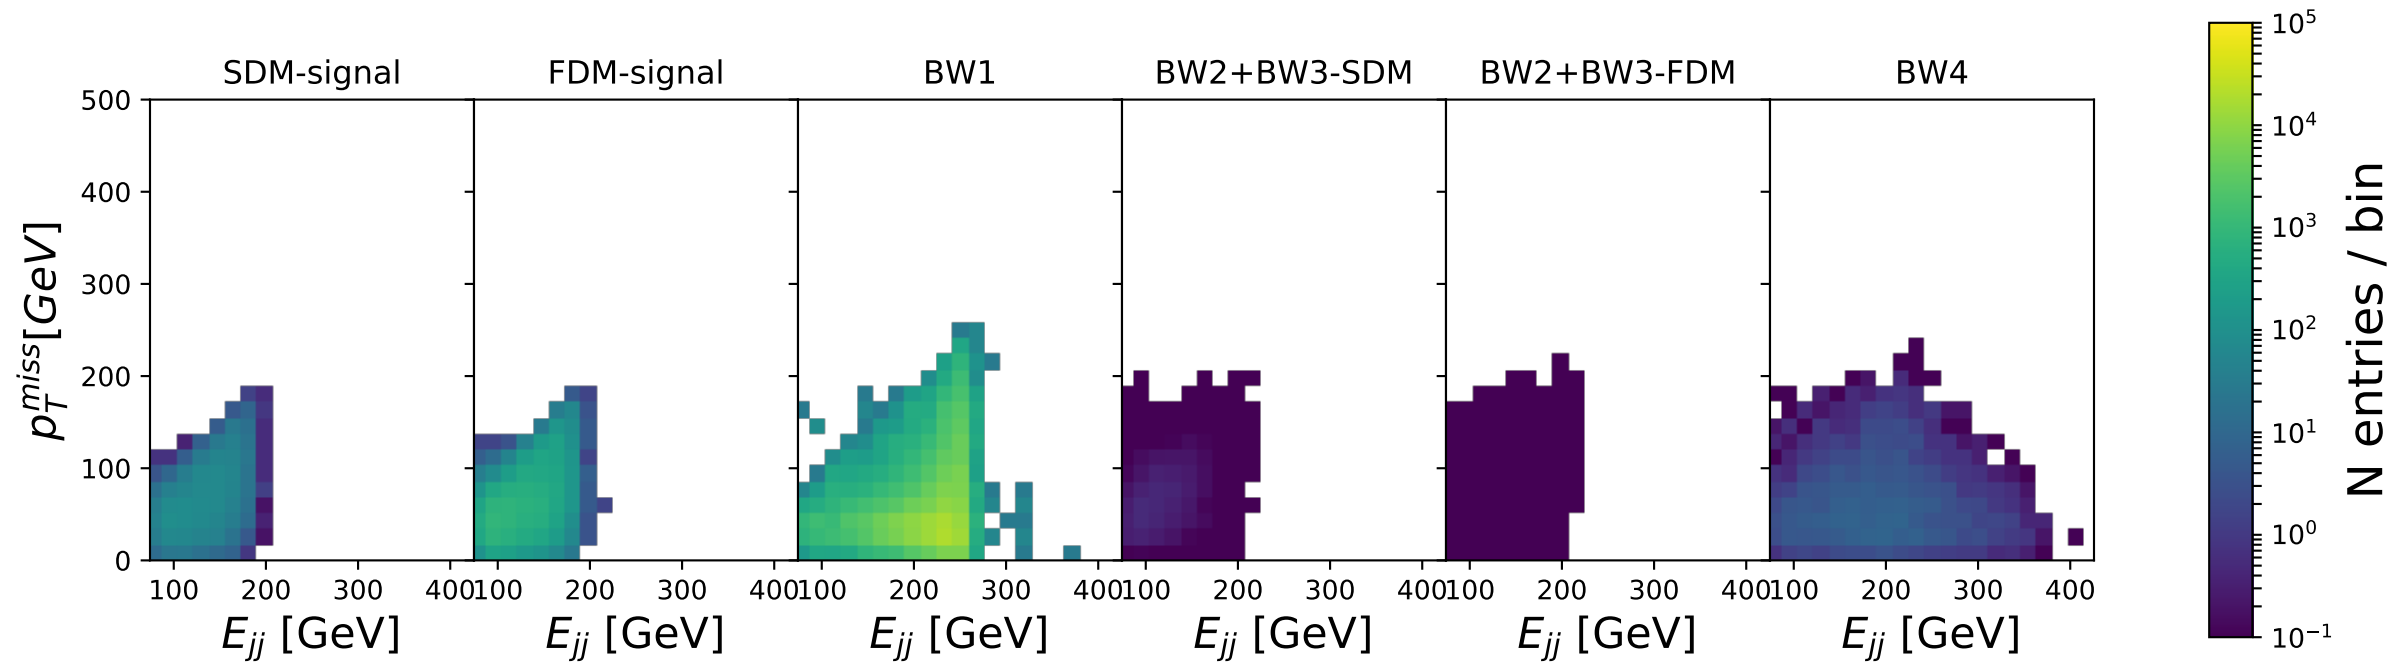 SDM-signal FDM-signal BW1 BW2+BW3-SDM BW2+BW3-FDM BW4
500
400
300
200
100
0
p_T^{miss}[GeV]
100 200 300 400 100 200 300 400 100 200 300 400 100 200 300 400 100 200 300 400 100 200 300 400
E_{jj} [GeV] E_{jj} [GeV] E_{jj} [GeV] E_{jj} [GeV] E_{jj} [GeV] E_{jj} [GeV]
10^5
10^4
10^3
10^2
10^1
10^0
10^{−1}
N entries / bin